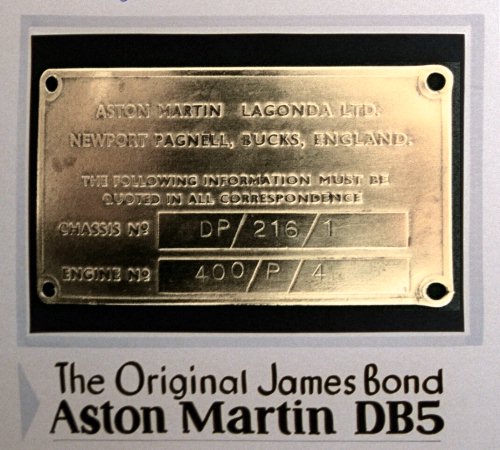 ASTON MARTIN LAGONDA LTD.
NEWPORT PAGNELL, BUCKS, ENGLAND.
THE FOLLOWING INFORMATION MUST BE
QUOTED IN ALL CORRESPONDENCE
CHASSIS Nº DP/216/1
ENGINE Nº 400/P/4
The Original James Bond
Aston Martin DB5